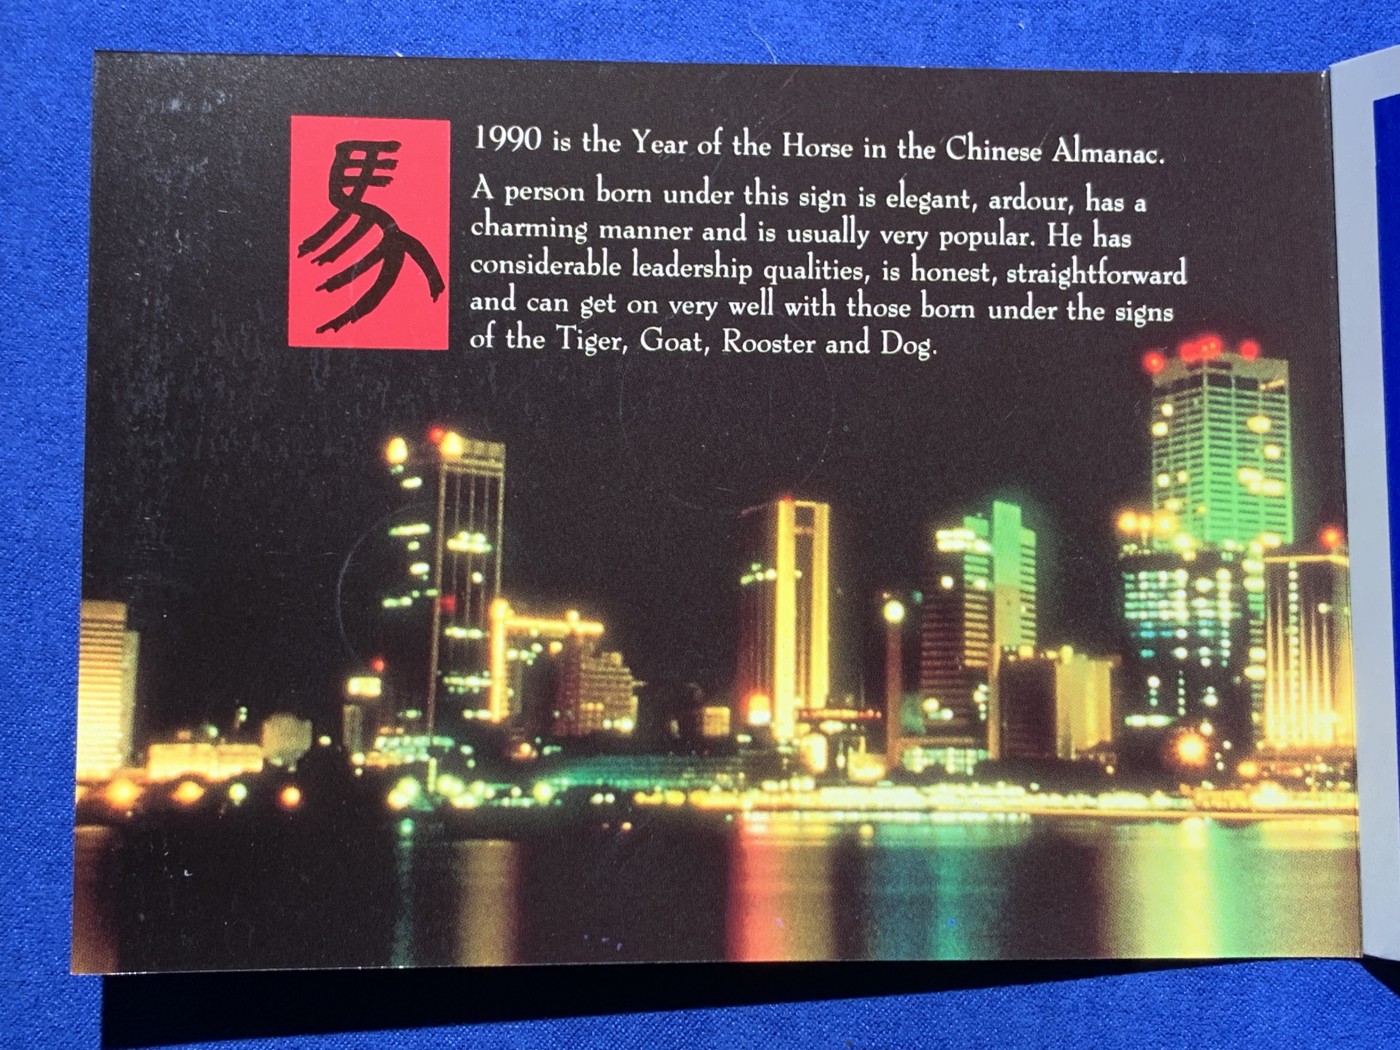 馬
1990 is the Year of the Horse in the Chinese Almanac.
A person born under this sign is elegant, ardour, has a
charming manner and is usually very popular. He has
considerable leadership qualities, is honest, straightforward
and can get on very well with those born under the signs
of the Tiger, Goat, Rooster and Dog.